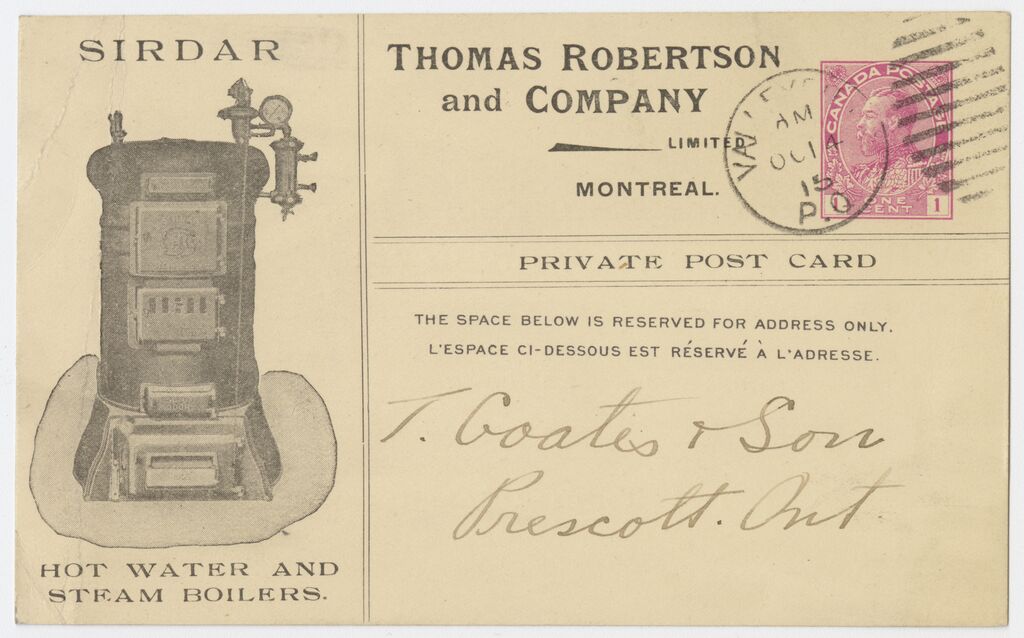 SIRDAR
HOT WATER AND
STEAM BOILERS.
THOMAS ROBERTSON
and COMPANY
LIMITED
MONTREAL.
AM
OCT 14
15
P.O
CANADA POSTAGE
ONE
CENT
1
PRIVATE POST CARD
THE SPACE BELOW IS RESERVED FOR ADDRESS ONLY.
L'ESPACE CI-DESSOUS EST RÉSERVÉ À L'ADRESSE.
T. Coates & Son
Prescott. Ont.